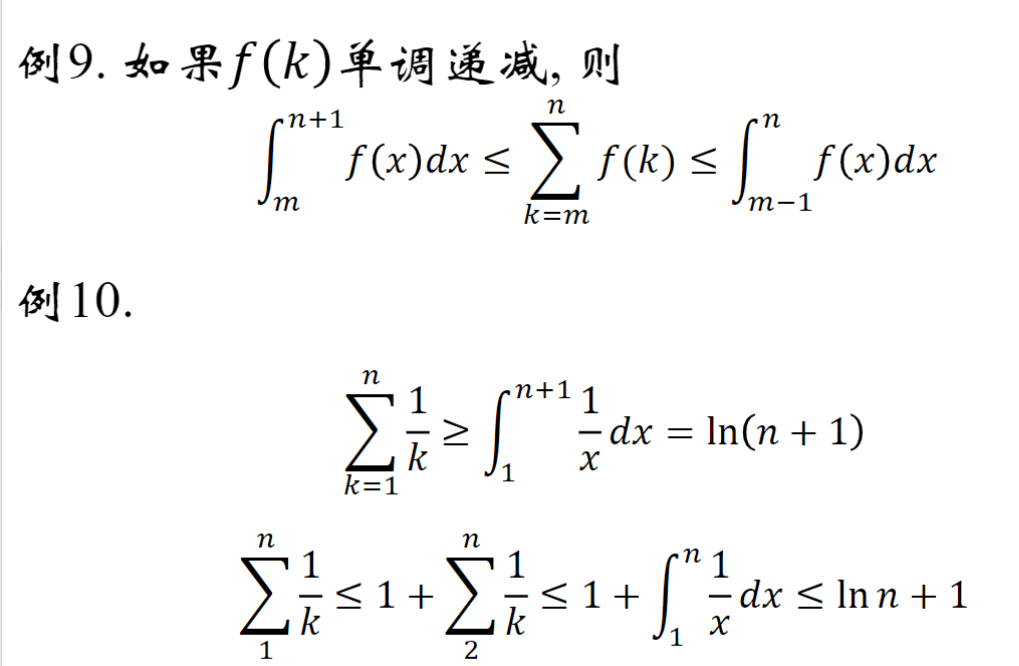 例9. 如果f(k)单调递减, 则
∫_m^{n+1} f(x)dx ≤ ∑_{k=m}^{n} f(k) ≤ ∫_{m−1}^{n} f(x)dx
例10.
∑_{k=1}^{n} 1/k ≥ ∫_1^{n+1} 1/x dx = ln(n + 1)
∑_1^n 1/k ≤ 1 + ∑_2^n 1/k ≤ 1 + ∫_1^n 1/x dx ≤ ln n + 1